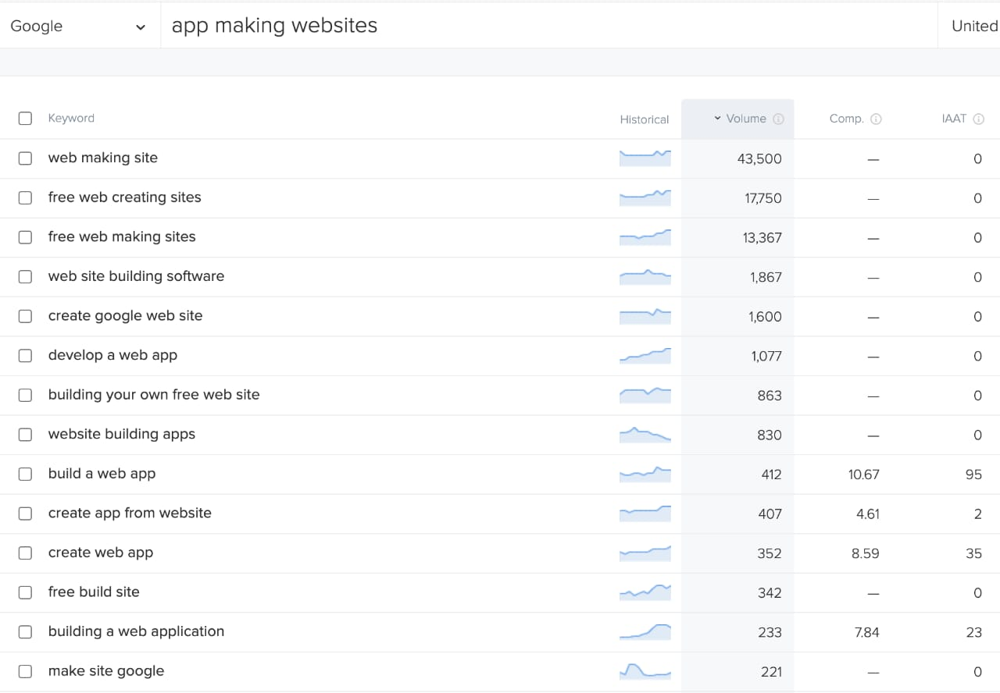 Google app making websites United
Keyword Historical Volume Comp. IAAT
web making site 43,500 — 0
free web creating sites 17,750 — 0
free web making sites 13,367 — 0
web site building software 1,867 — 0
create google web site 1,600 — 0
develop a web app 1,077 — 0
building your own free web site 863 — 0
website building apps 830 — 0
build a web app 412 10.67 95
create app from website 407 4.61 2
create web app 352 8.59 35
free build site 342 — 0
building a web application 233 7.84 23
make site google 221 — 0